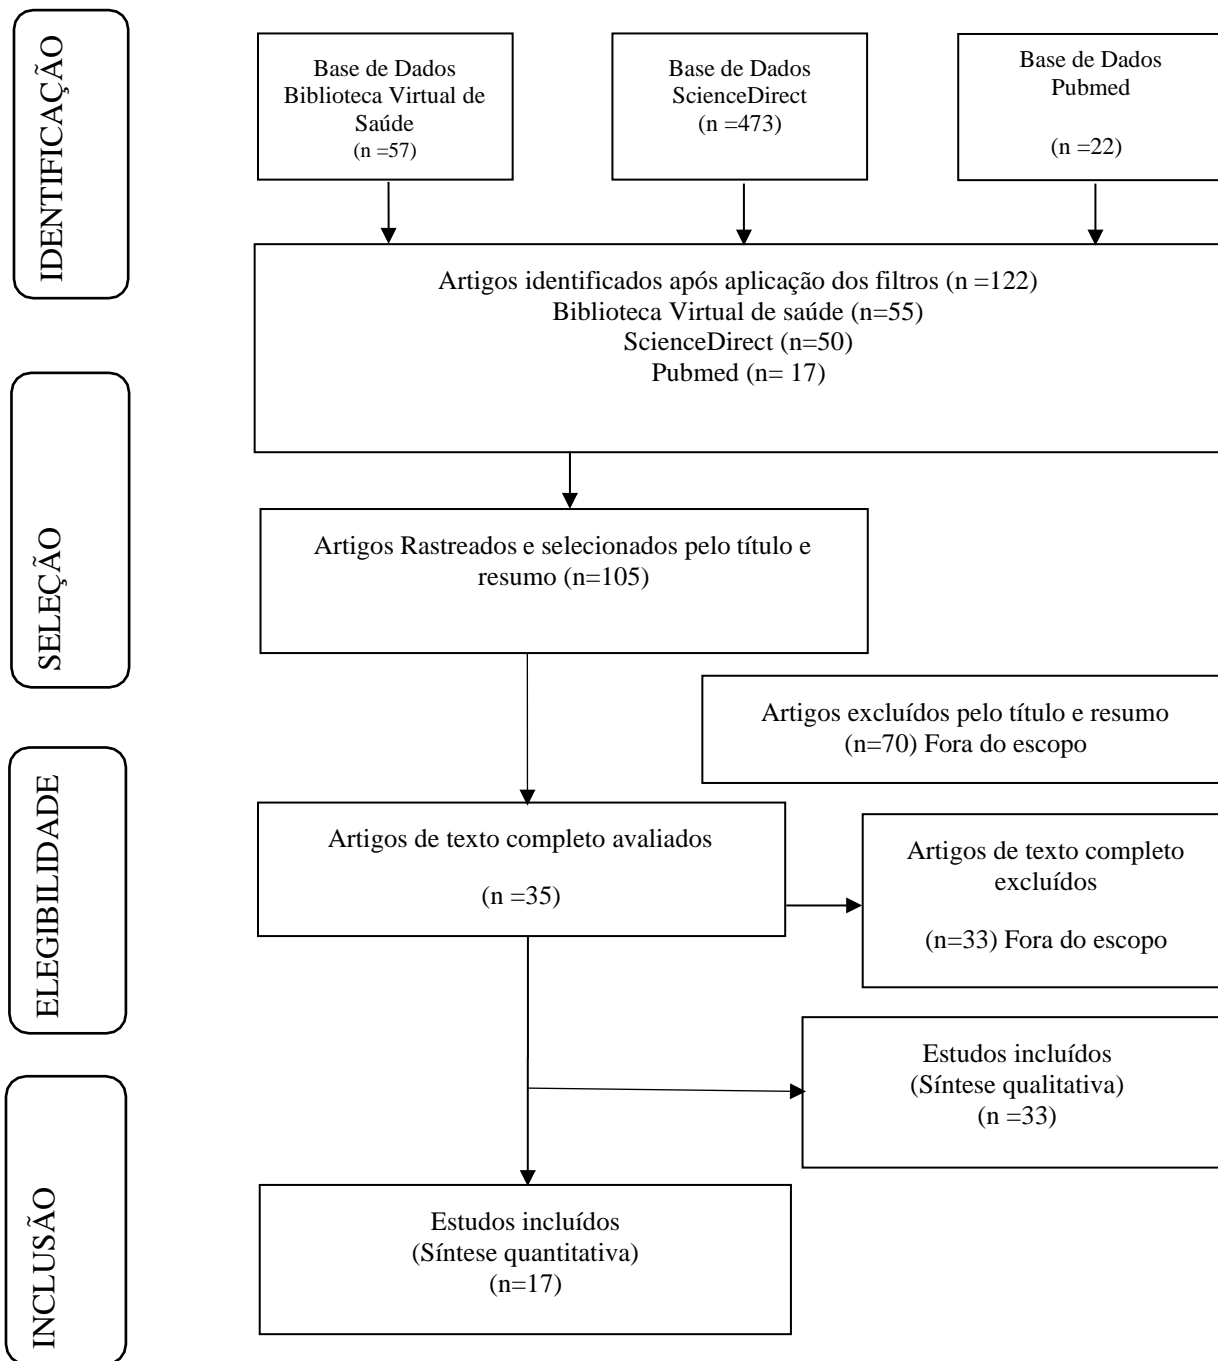 IDENTIFICAÇÃO
Base de Dados
Biblioteca Virtual de
Saúde
(n =57)
Base de Dados
ScienceDirect
(n =473)
Base de Dados
Pubmed
(n =22)
Artigos identificados após aplicação dos filtros (n =122)
Biblioteca Virtual de saúde (n=55)
ScienceDirect (n=50)
Pubmed (n= 17)
SELEÇÃO
Artigos Rastreados e selecionados pelo título e
resumo (n=105)
Artigos excluídos pelo título e resumo
(n=70) Fora do escopo
ELEGIBILIDADE
Artigos de texto completo avaliados
(n =35)
Artigos de texto completo
excluídos
(n=33) Fora do escopo
Estudos incluídos
(Síntese qualitativa)
(n =33)
INCLUSÃO
Estudos incluídos
(Síntese quantitativa)
(n=17)